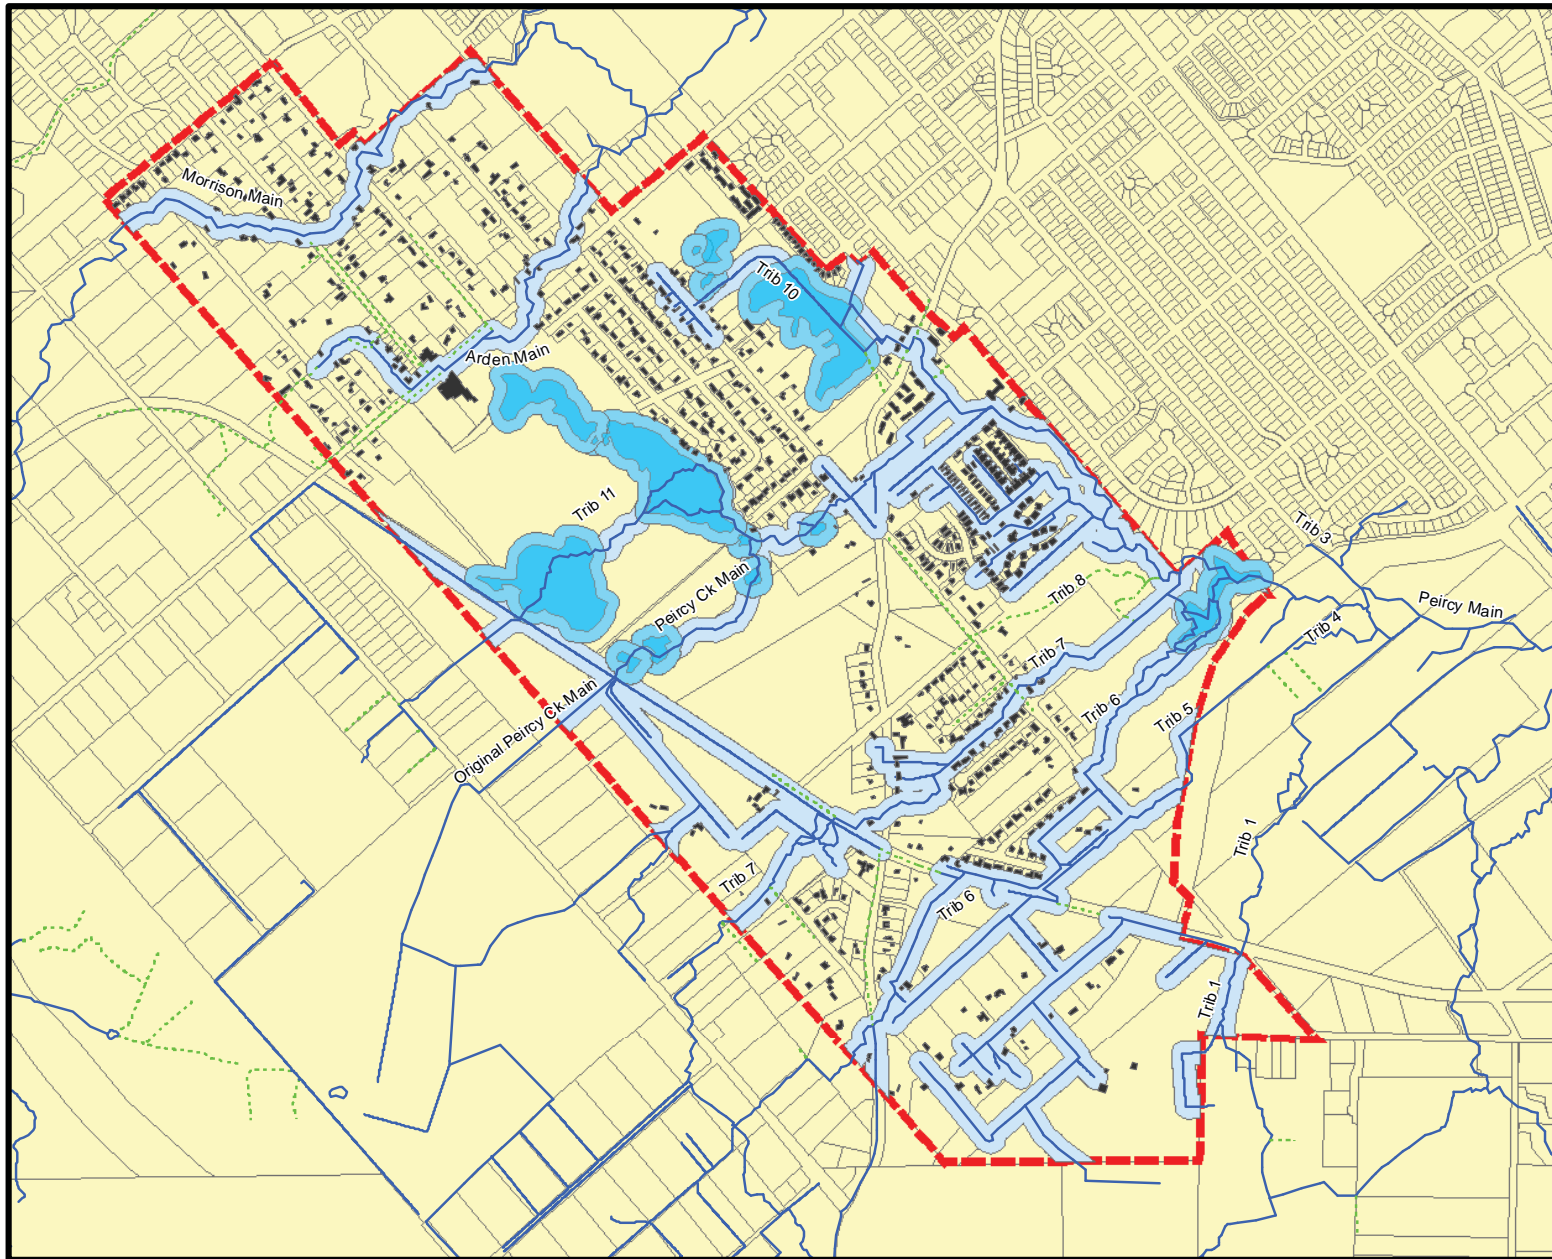 Morrison Main
Trib 10
Arden Main
Trib 11
Trib 3
Peircy Ck Main
Trib 8
Peircy Main
Trib 4
Trib 7
Original Peircy Ck Main
Trib 6
Trib 5
Trib 1
Trib 7
Trib 6
Trib 1